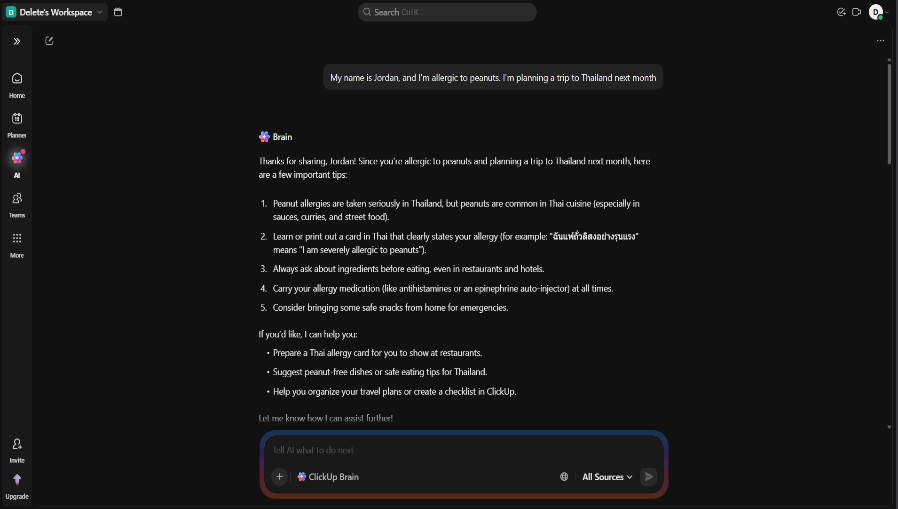 D Delete's Workspace
Search Ctrl K
D
My name is Jordan, and I'm allergic to peanuts. I'm planning a trip to Thailand next month
Home
Planner
AI
Teams
More
Brain
Thanks for sharing, Jordan! Since you're allergic to peanuts and planning a trip to Thailand next month, here
are a few important tips:
1. Peanut allergies are taken seriously in Thailand, but peanuts are common in Thai cuisine (especially in
sauces, curries, and street food).
2. Learn or print out a card in Thai that clearly states your allergy (for example: "ฉันแพ้ถั่วลิสงอย่างรุนแรง"
means "I am severely allergic to peanuts").
3. Always ask about ingredients before eating, even in restaurants and hotels.
4. Carry your allergy medication (like antihistamines or an epinephrine auto-injector) at all times.
5. Consider bringing some safe snacks from home for emergencies.
If you'd like, I can help you:
• Prepare a Thai allergy card for you to show at restaurants.
• Suggest peanut-free dishes or safe eating tips for Thailand.
• Help you organize your travel plans or create a checklist in ClickUp.
Let me know how I can assist further!
Tell AI what to do next
ClickUp Brain
All Sources
Invite
Upgrade